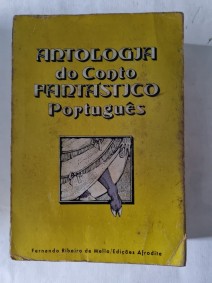 ANTOLOGIA
do Conto
FANTÁSTICO
Português
Fernando Ribeiro de Mello/Edições Afrodite